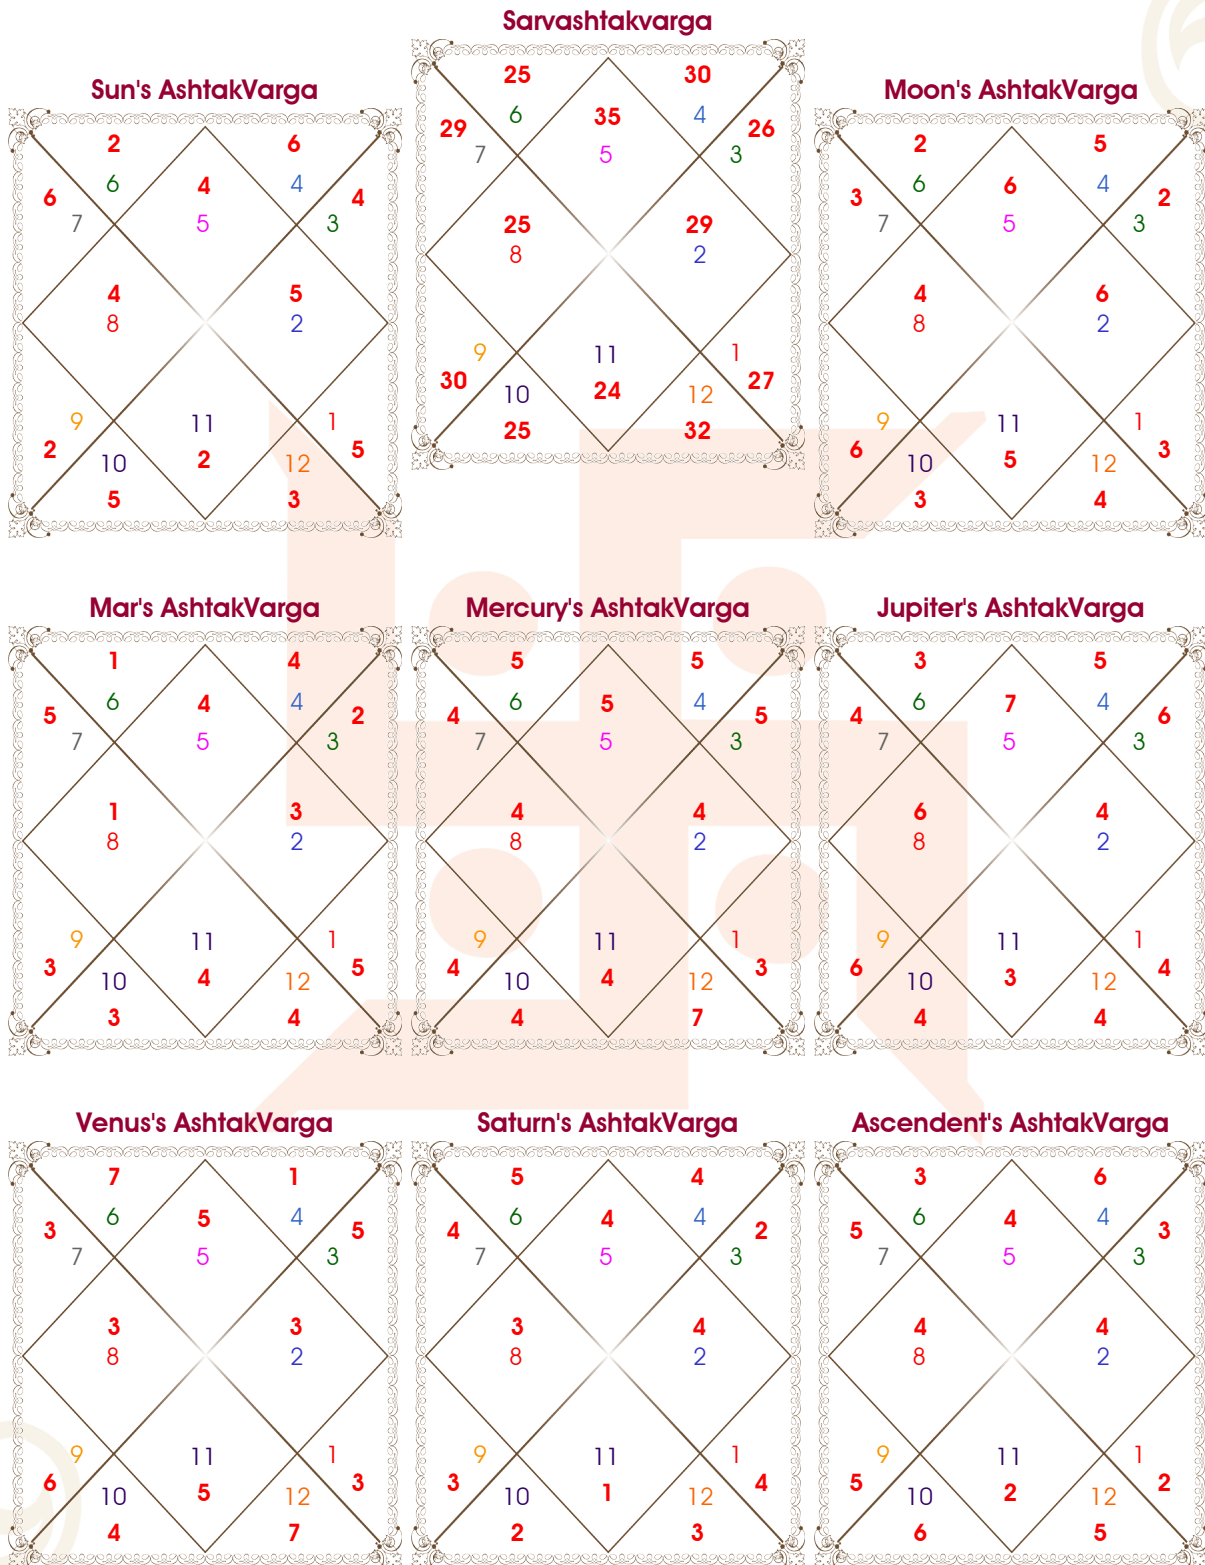 Sarvashtakvarga
25 30
6 35 4
29 26
7 5 3
25 29
8 2
9 11 1
30 24 27
10 12
25 32
Sun's AshtakVarga
2 6
6 4 4
6 4
7 5 3
4 5
8 2
9 11 1
2 2 5
10 12
5 3
Moon's AshtakVarga
2 5
6 6 4
3 2
7 5 3
4 6
8 2
9 11 1
6 5 3
10 12
3 4
Mar's AshtakVarga
1 4
6 4 4
5 2
7 5 3
1 3
8 2
9 11 1
3 4 5
10 12
3 4
Mercury's AshtakVarga
5 5
6 5 4
4 5
7 5 3
4 4
8 2
9 11 1
4 4 3
10 12
4 7
Jupiter's AshtakVarga
3 5
6 7 4
4 6
7 5 3
6 4
8 2
9 11 1
6 3 4
10 12
4 4
Venus's AshtakVarga
7 1
6 5 4
3 5
7 5 3
3 3
8 2
9 11 1
6 5 3
10 12
4 7
Saturn's AshtakVarga
5 4
6 4 4
4 2
7 5 3
3 4
8 2
9 11 1
3 1 4
10 12
2 3
Ascendent's AshtakVarga
3 6
6 4 4
5 3
7 5 3
4 4
8 2
9 11 1
5 2 2
10 12
6 5